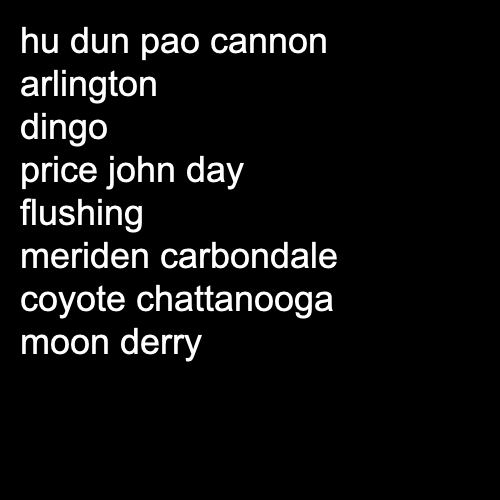 hu dun pao cannon
arlington
dingo
price john day
flushing
meriden carbondale
coyote chattanooga
moon derry